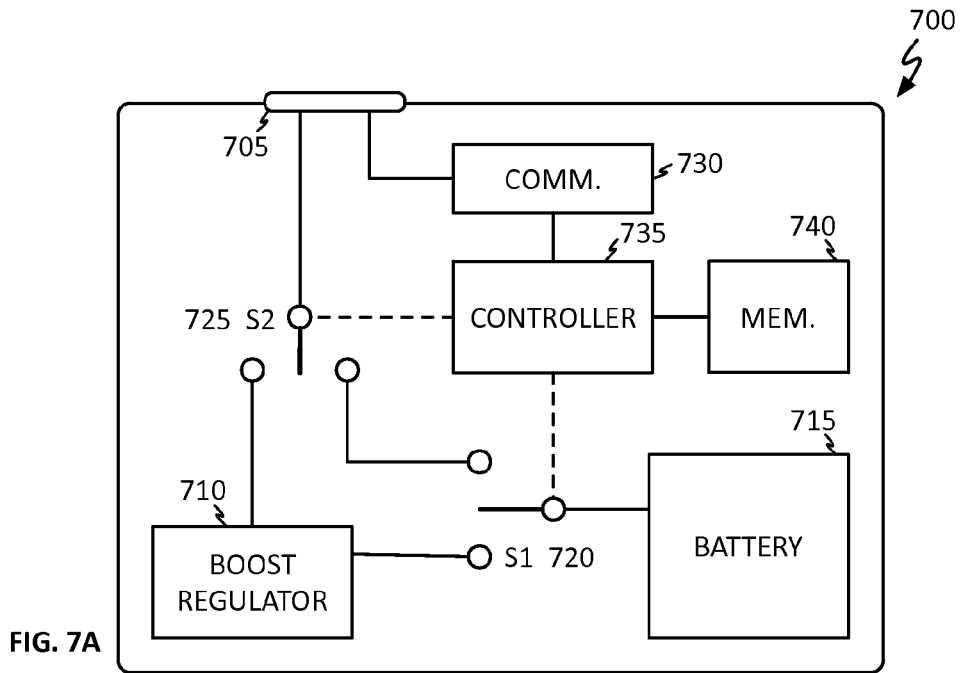 700
705
COMM.
730
735
740
CONTROLLER
MEM.
725 S2
715
710
BOOST
REGULATOR
S1 720
BATTERY
FIG. 7A